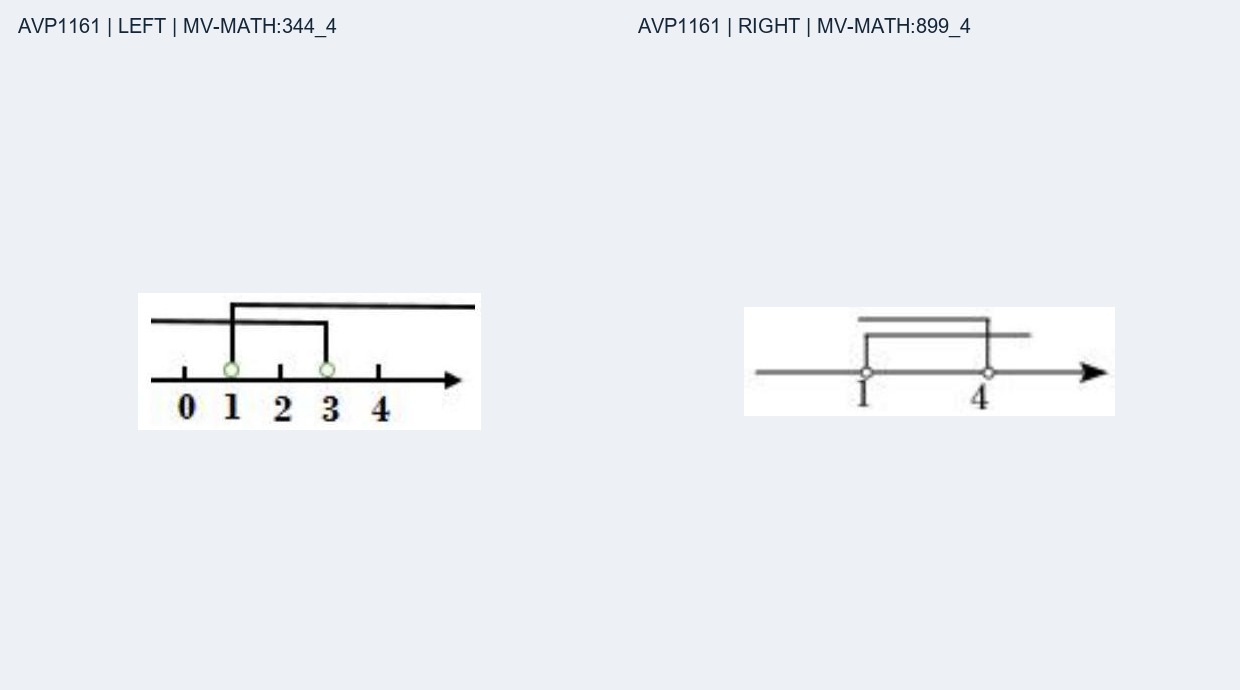 AVP1161 | LEFT | MV-MATH:344_4
AVP1161 | RIGHT | MV-MATH:899_4
0 1 2 3 4
1 4